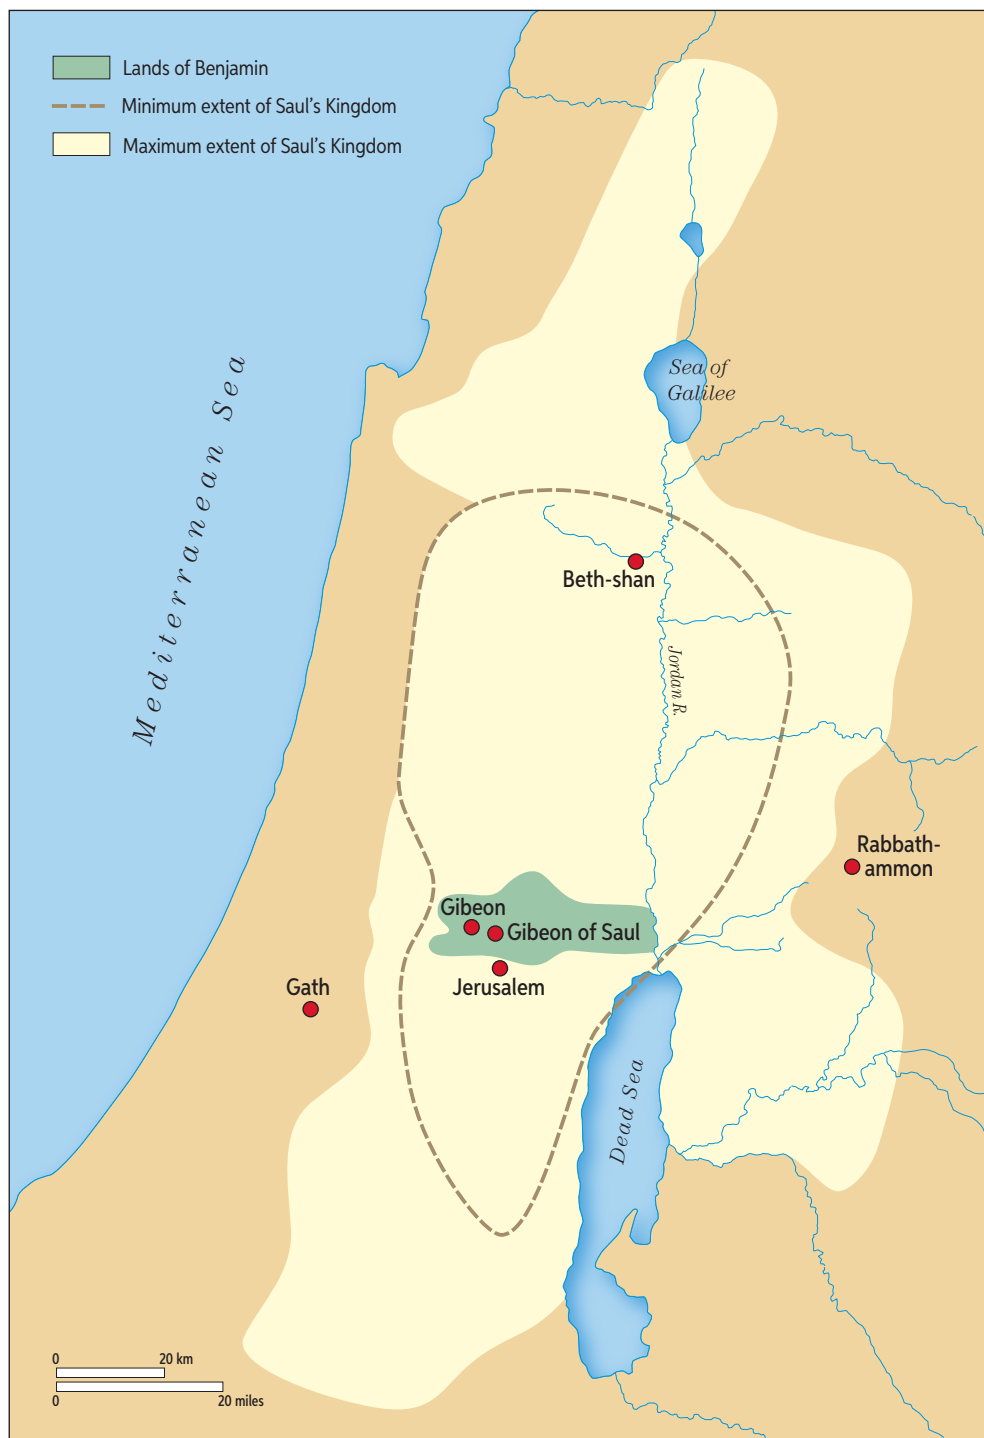 Lands of Benjamin
Minimum extent of Saul's Kingdom
Maximum extent of Saul's Kingdom
Mediterranean Sea
Sea of
Galilee
Beth-shan
Jordan R.
Rabbath-
ammon
Gibeon
Gibeon of Saul
Jerusalem
Gath
Dead Sea
0 20 km
0 20 miles